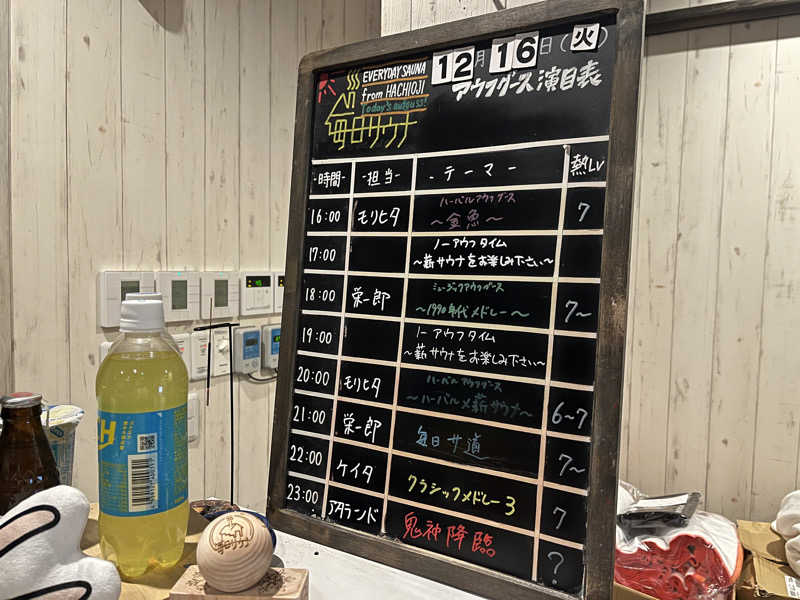 12月16日(火)
EVERYDAY SAUNA
from HACHIOJI
Today's aufguss!
毎日サウナ
アウフグース演目表
-時間-
-担当-
-テーマー
熱LV
16:00
モリヒタ
ハーバルアウフグース
～金魚～
7
17:00
ノーアウフタイム
～薪サウナをお楽しみ下さい～
18:00
栄一郎
ミュージックアウフグース
～1990年代メドレー～
7～
19:00
ノーアウフタイム
～薪サウナをお楽しみ下さい～
20:00
モリヒタ
ハーバルアウフグース
～ハーバル×薪サウナ～
6～7
21:00
栄一郎
毎日サ道
7～
22:00
ケイタ
クラシックメドレー3
7
23:00
アタランド
鬼神降臨
?